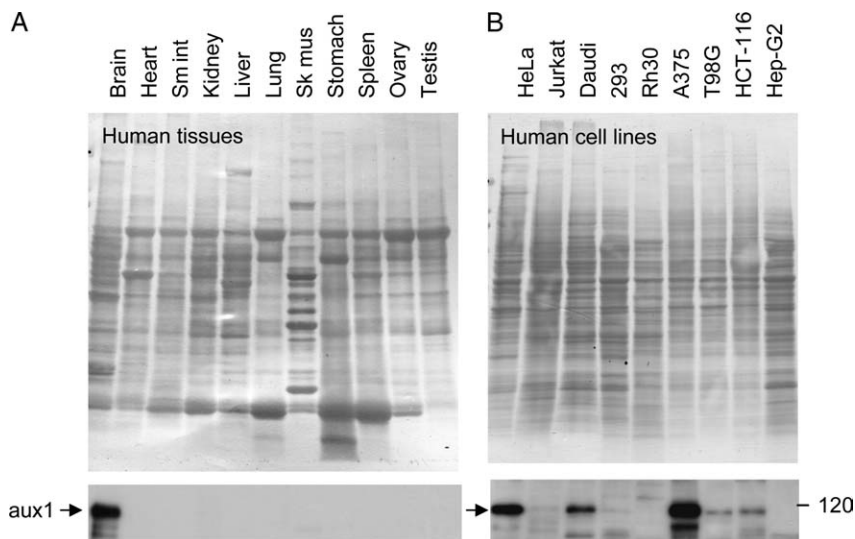 A
Brain
Heart
Sm int
Kidney
Liver
Lung
Sk mus
Stomach
Spleen
Ovary
Testis
Human tissues
aux1
B
HeLa
Jurkat
Daudi
293
Rh30
A375
T98G
HCT-116
Hep-G2
Human cell lines
120